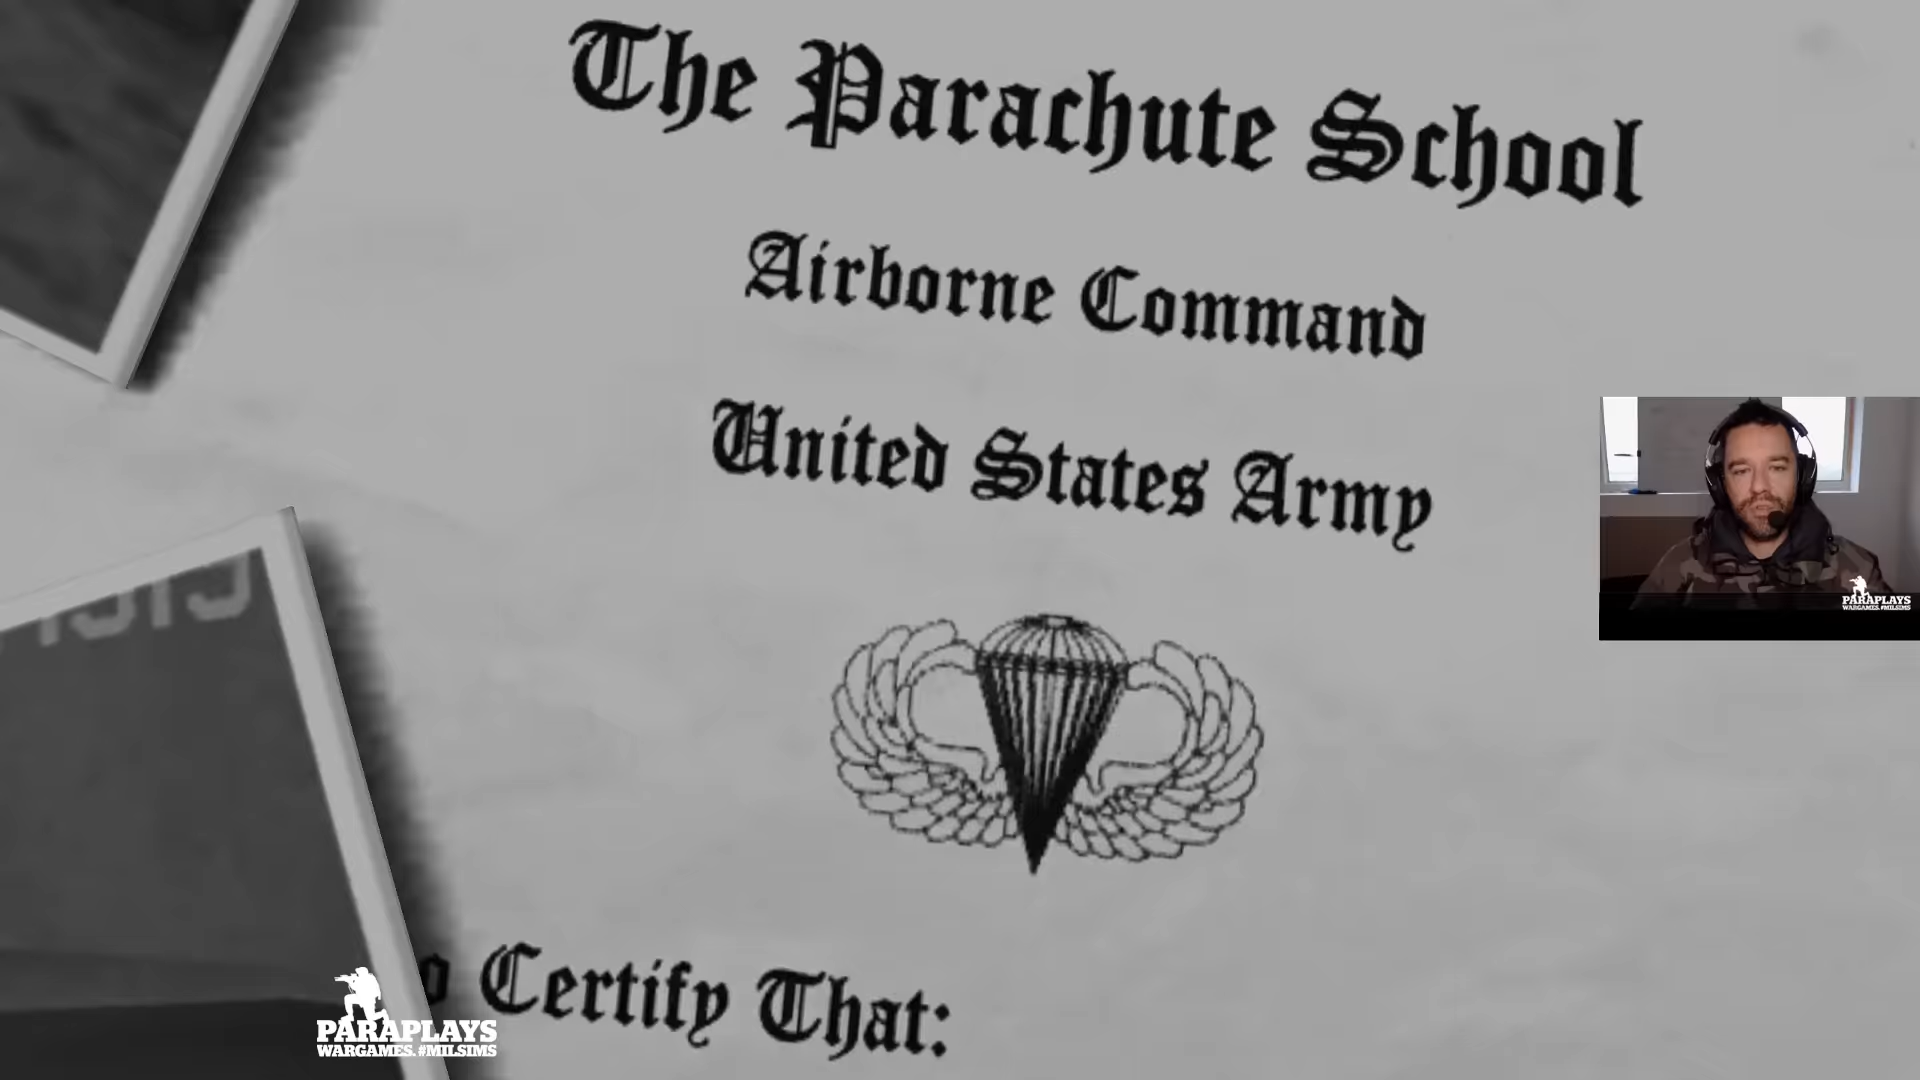 The Parachute School
Airborne Command
United States Army
Certify That:
PARAPLAYS
WARGAMES. #MILSIMS
PARAPLAYS
WARGAMES. #MILSIMS